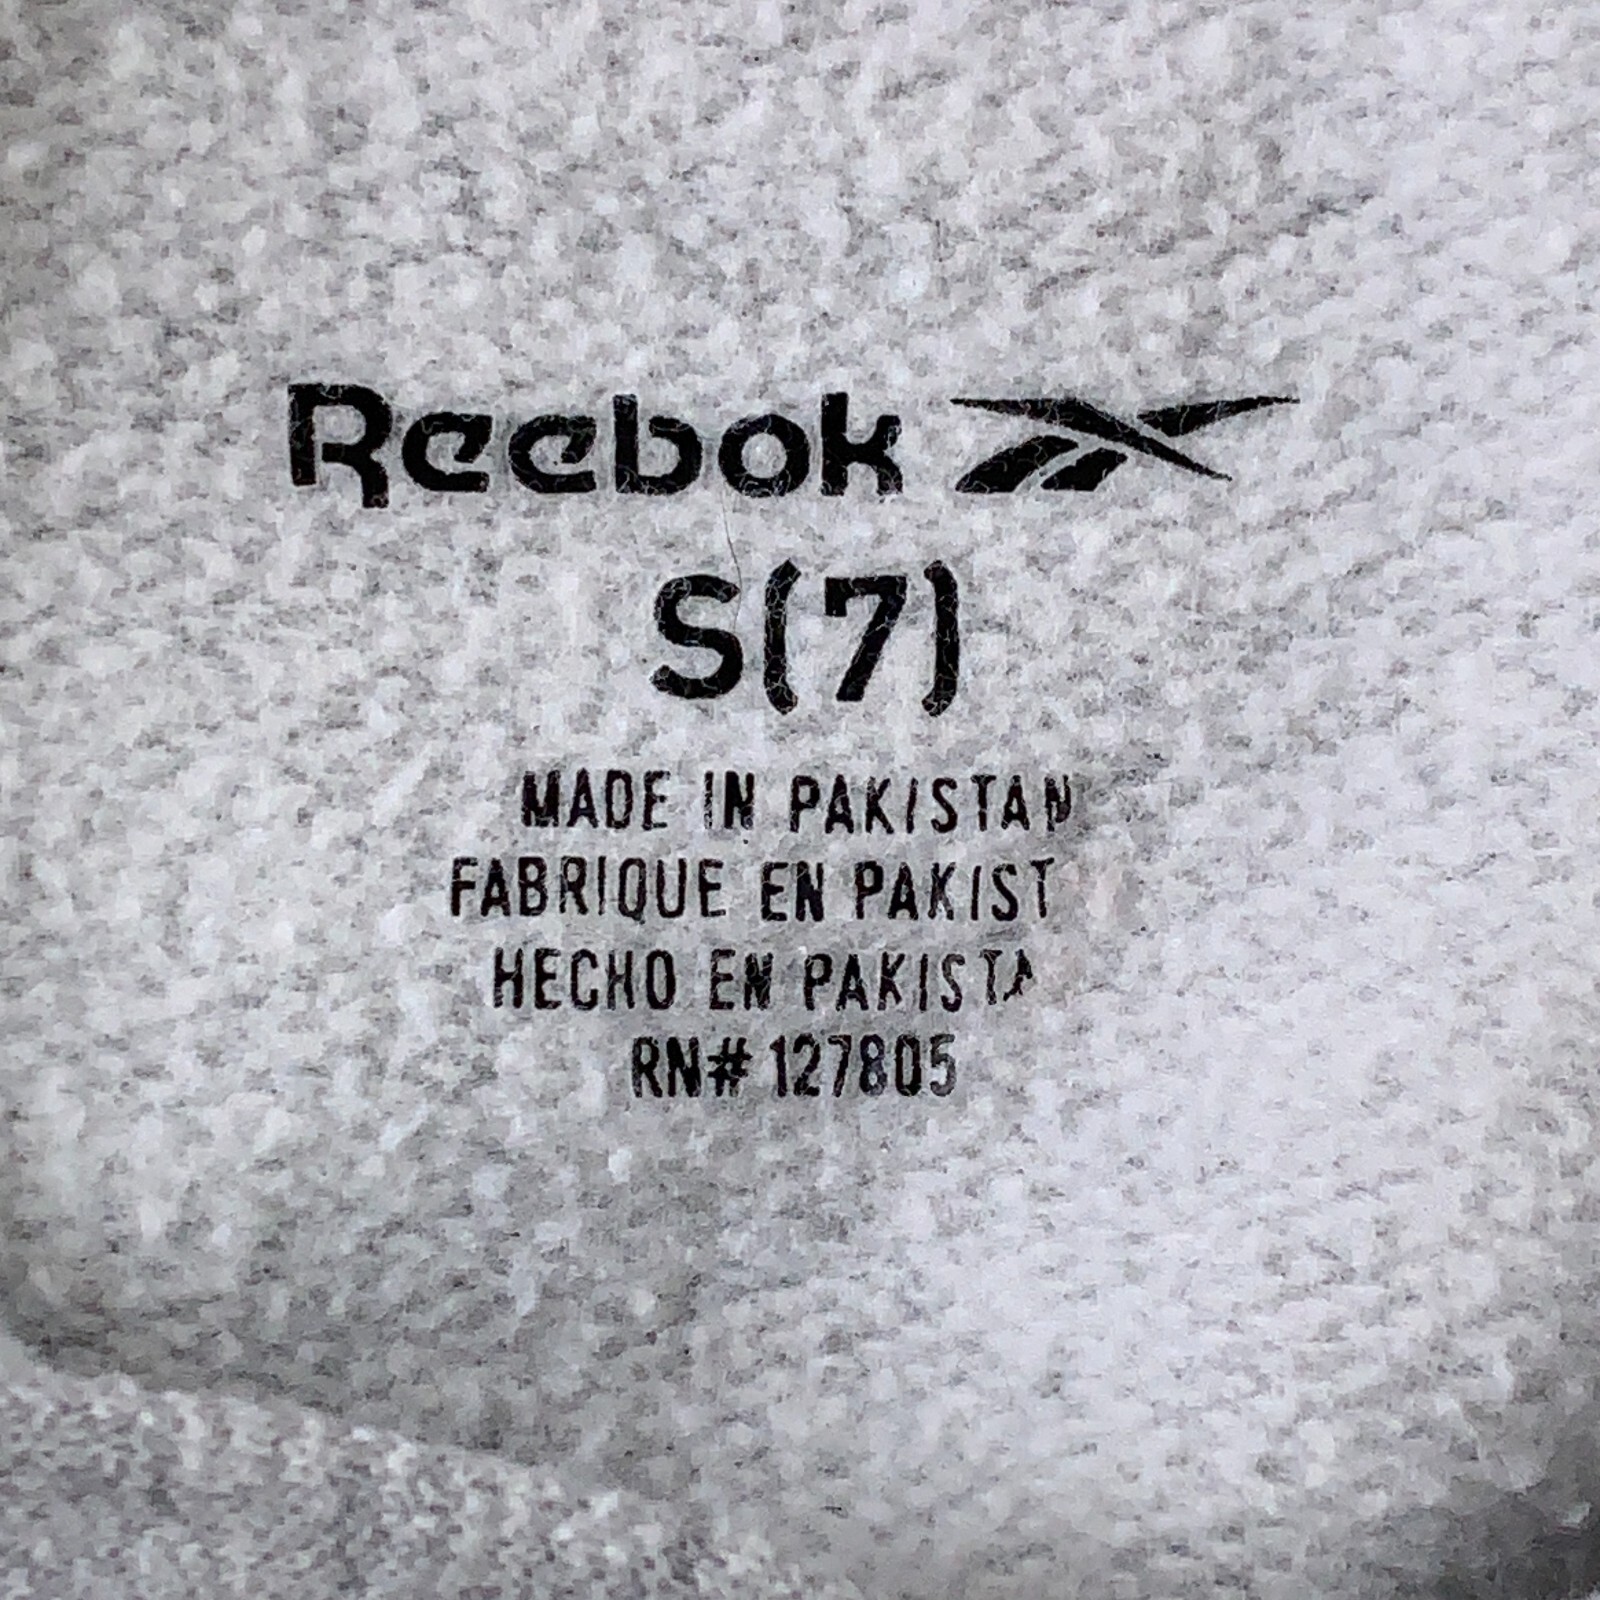 Reebok
S(7)
MADE IN PAKISTAN
FABRIQUE EN PAKIST
HECHO EN PAKISTA
RN# 127805